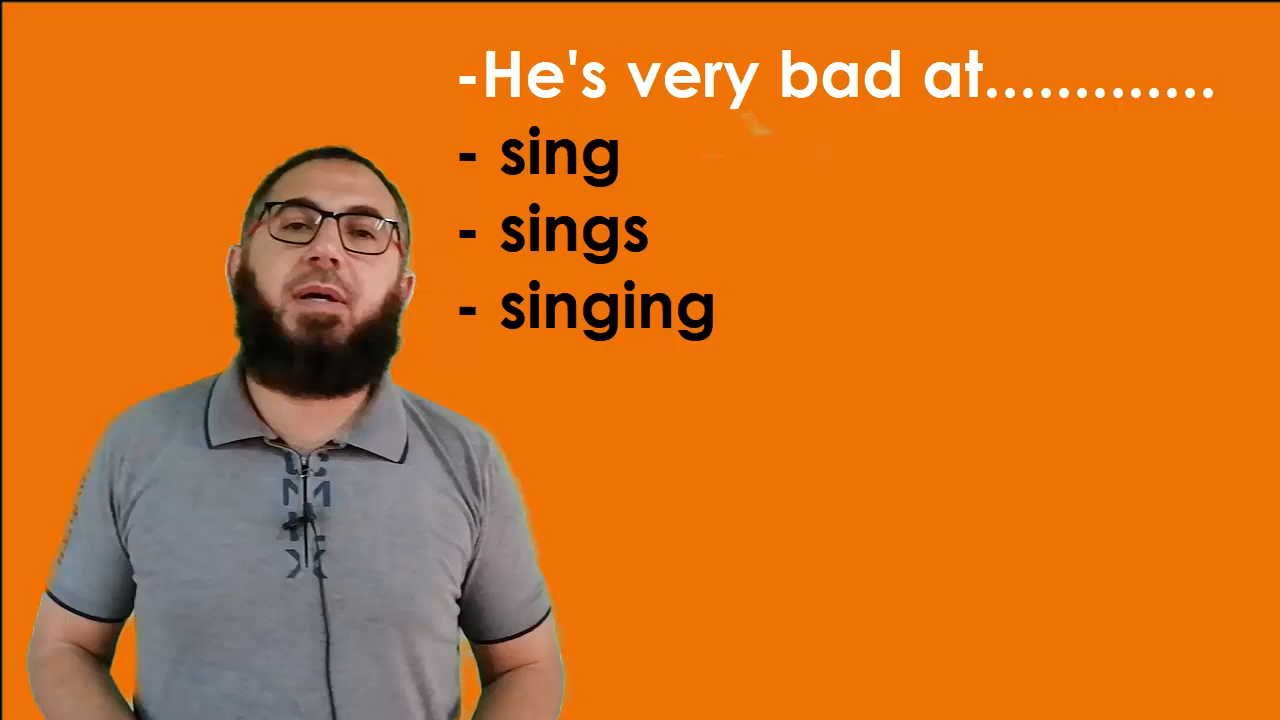 -He's very bad at.............
- sing
- sings
- singing